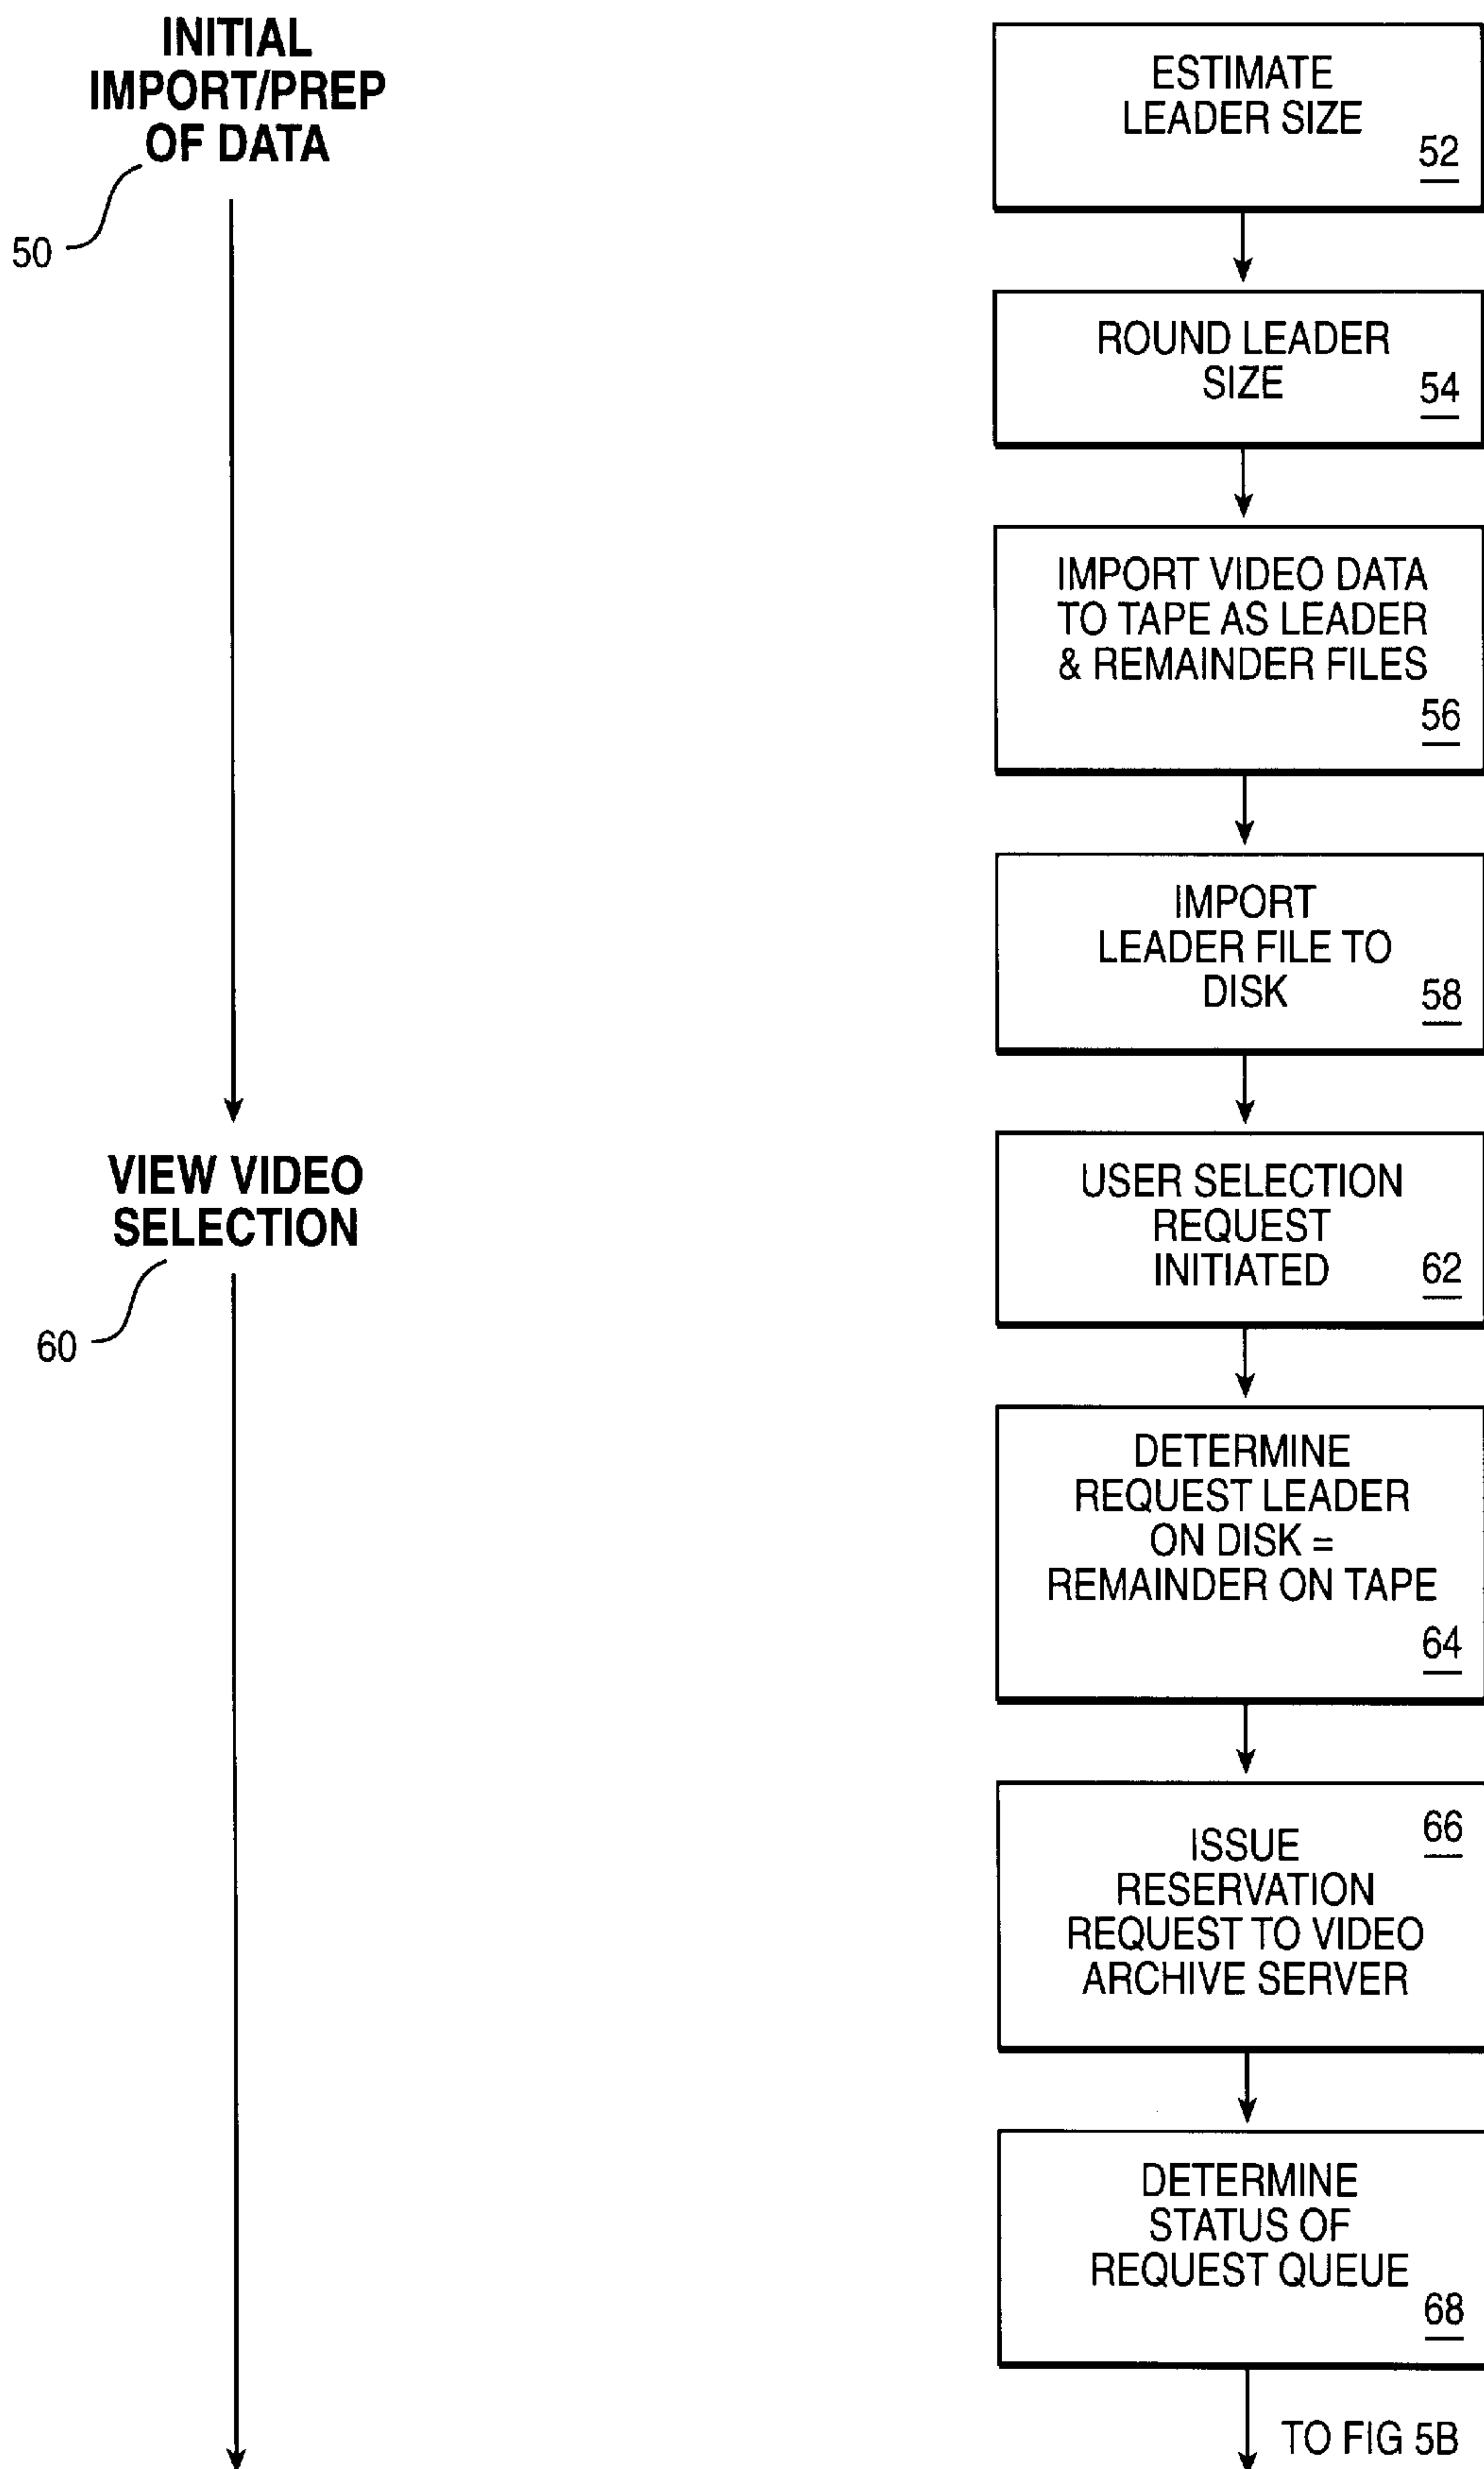 INITIAL
IMPORT/PREP
OF DATA
50
ESTIMATE
LEADER SIZE
52
ROUND LEADER
SIZE
54
IMPORT VIDEO DATA
TO TAPE AS LEADER
& REMAINDER FILES
56
IMPORT
LEADER FILE TO
DISK
58
VIEW VIDEO
SELECTION
60
USER SELECTION
REQUEST
INITIATED
62
DETERMINE
REQUEST LEADER
ON DISK =
REMAINDER ON TAPE
64
66
ISSUE
RESERVATION
REQUEST TO VIDEO
ARCHIVE SERVER
DETERMINE
STATUS OF
REQUEST QUEUE
68
TO FIG 5B